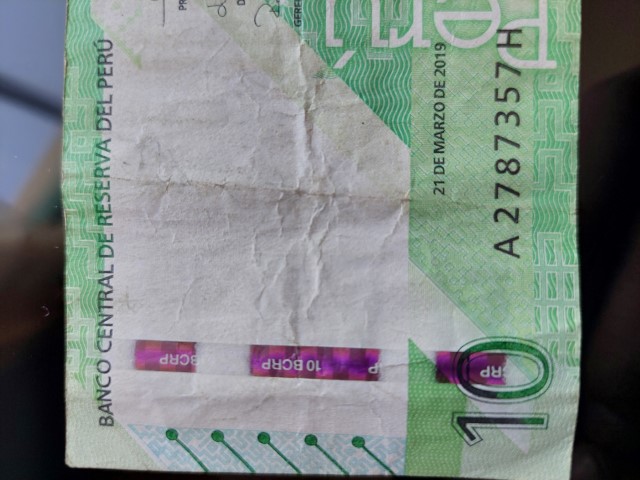 BANCO CENTRAL DE RESERVA DEL PERÚ
BCRP
10 BCRP
P
RP
PR
D
GERE
21 DE MARZO DE 2019
10
A 2787357 H
Perú